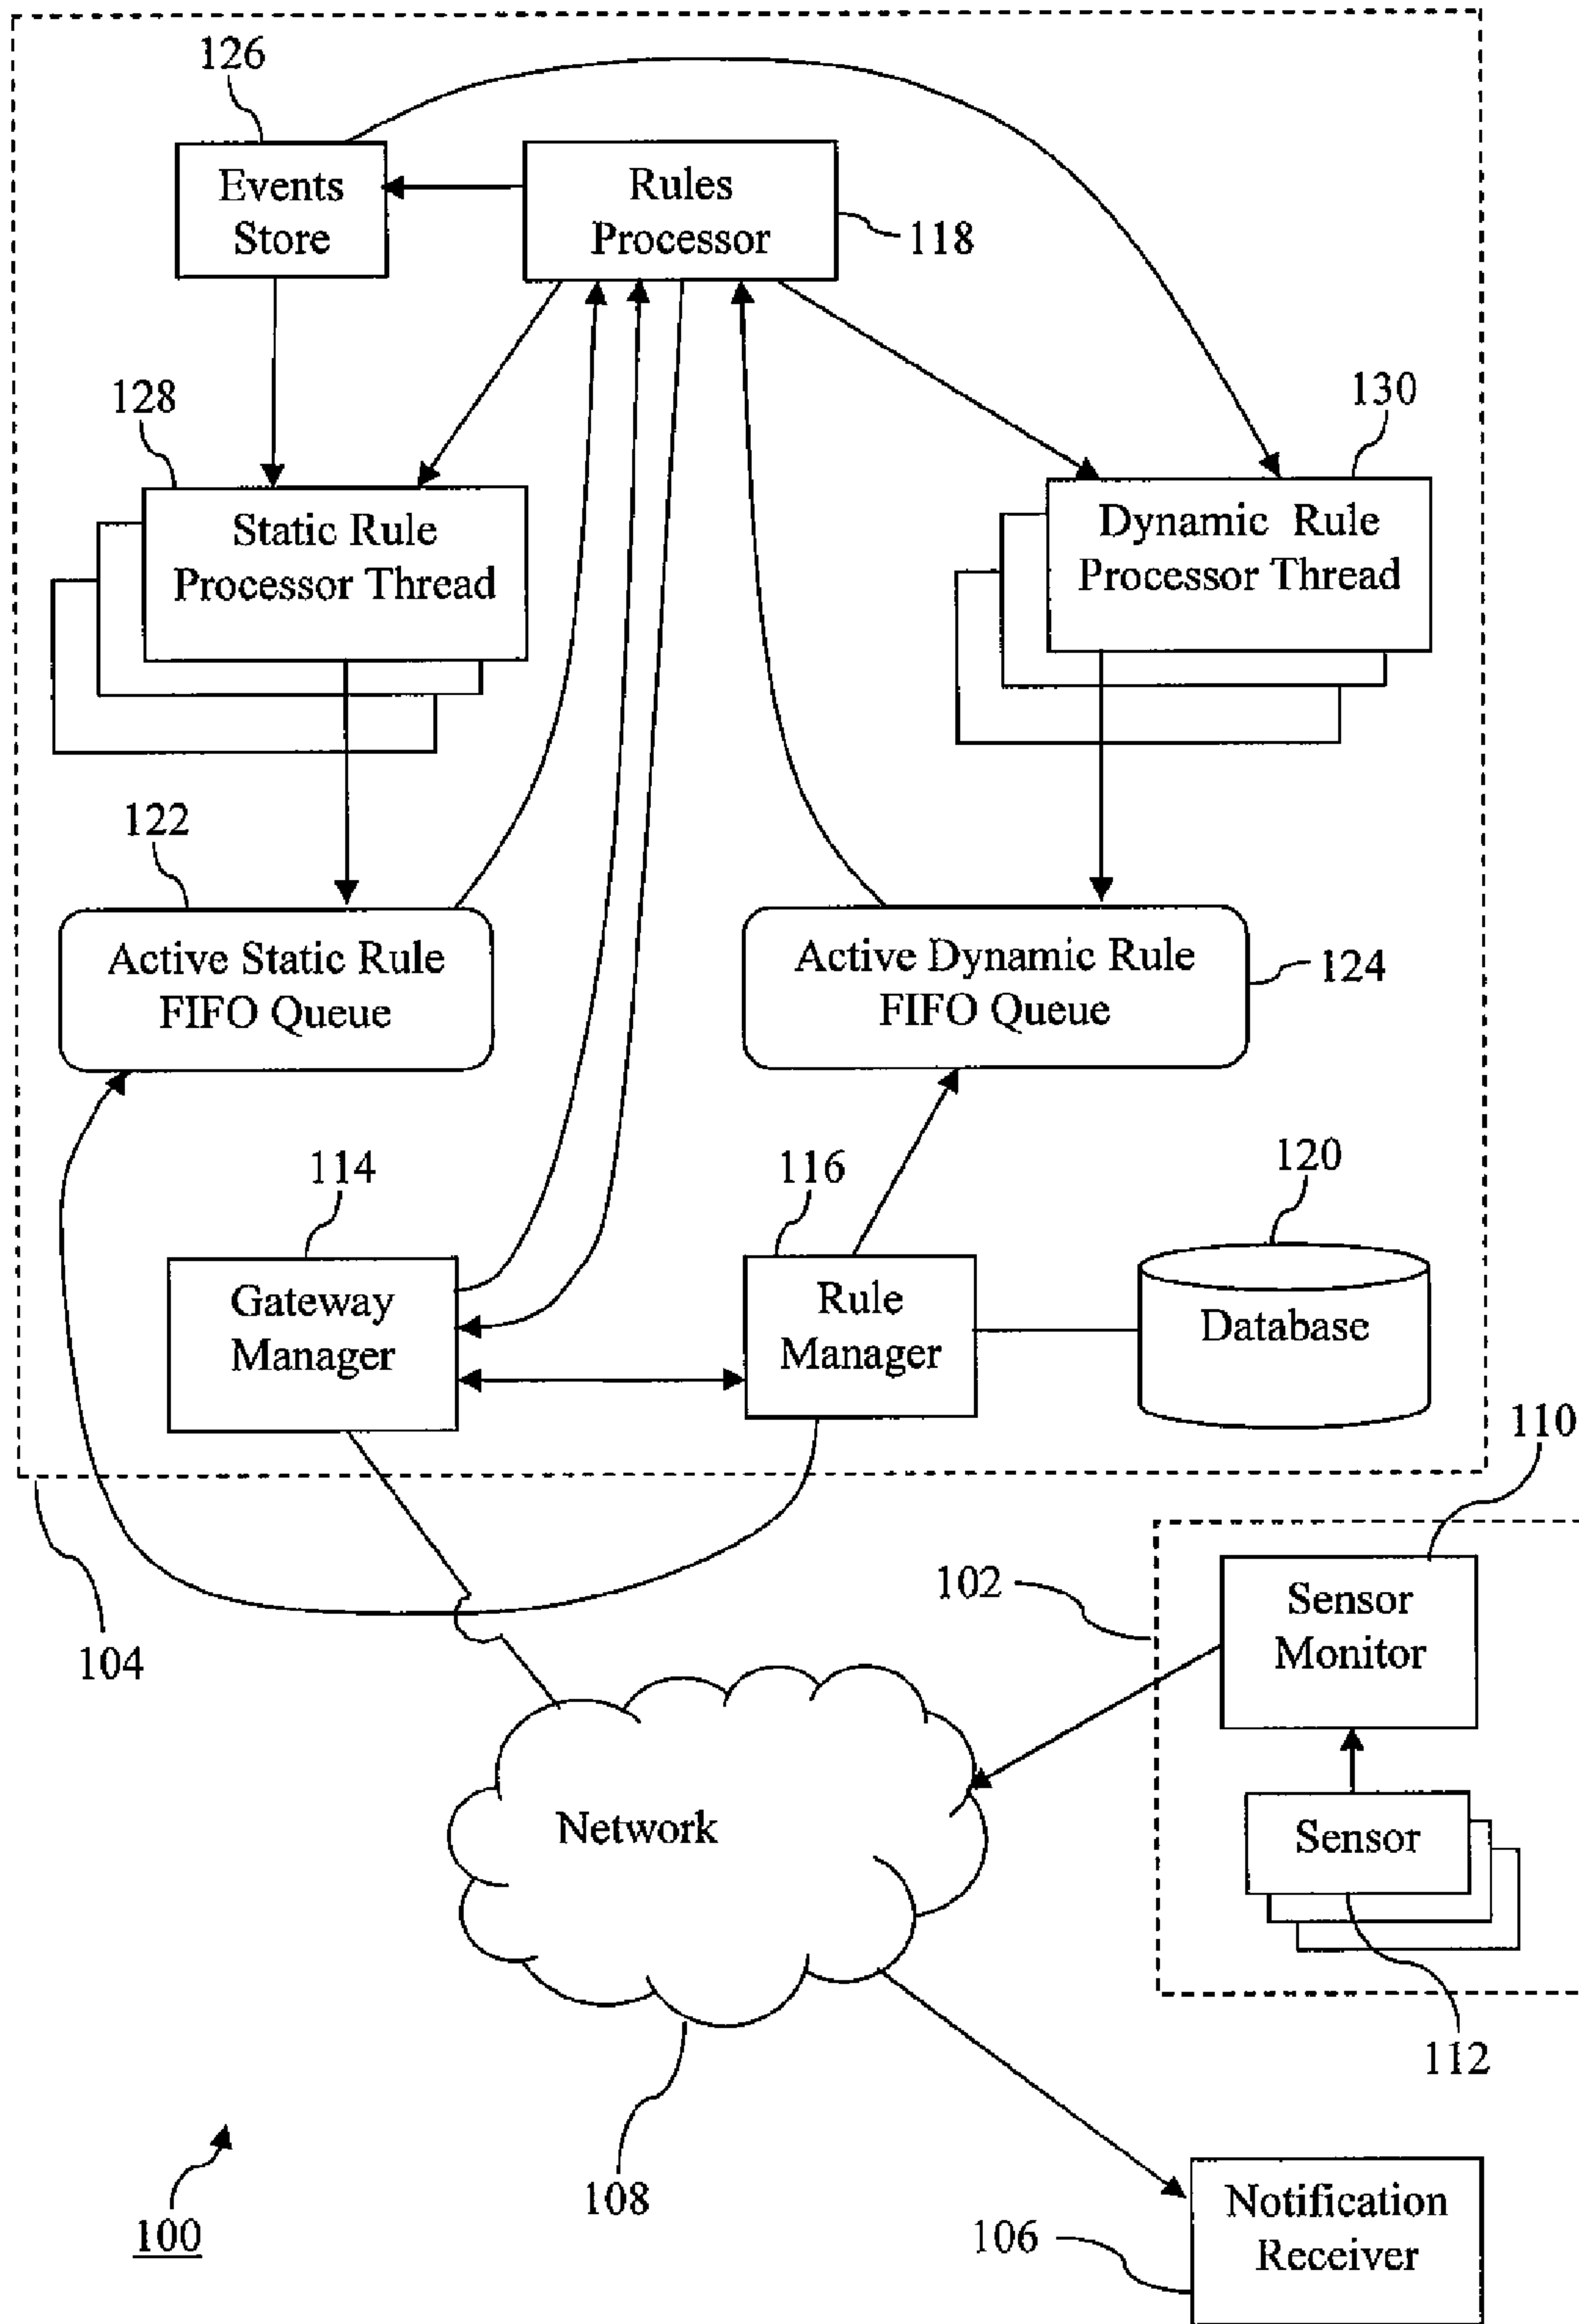 126
Events
Store
Rules
Processor
118
128
130
Static Rule
Processor Thread
Dynamic Rule
Processor Thread
122
Active Static Rule
FIFO Queue
Active Dynamic Rule
FIFO Queue
124
114
116
120
Gateway
Manager
Rule
Manager
Database
110
104
102
Sensor
Monitor
Network
Sensor
112
108
100
106
Notification
Receiver